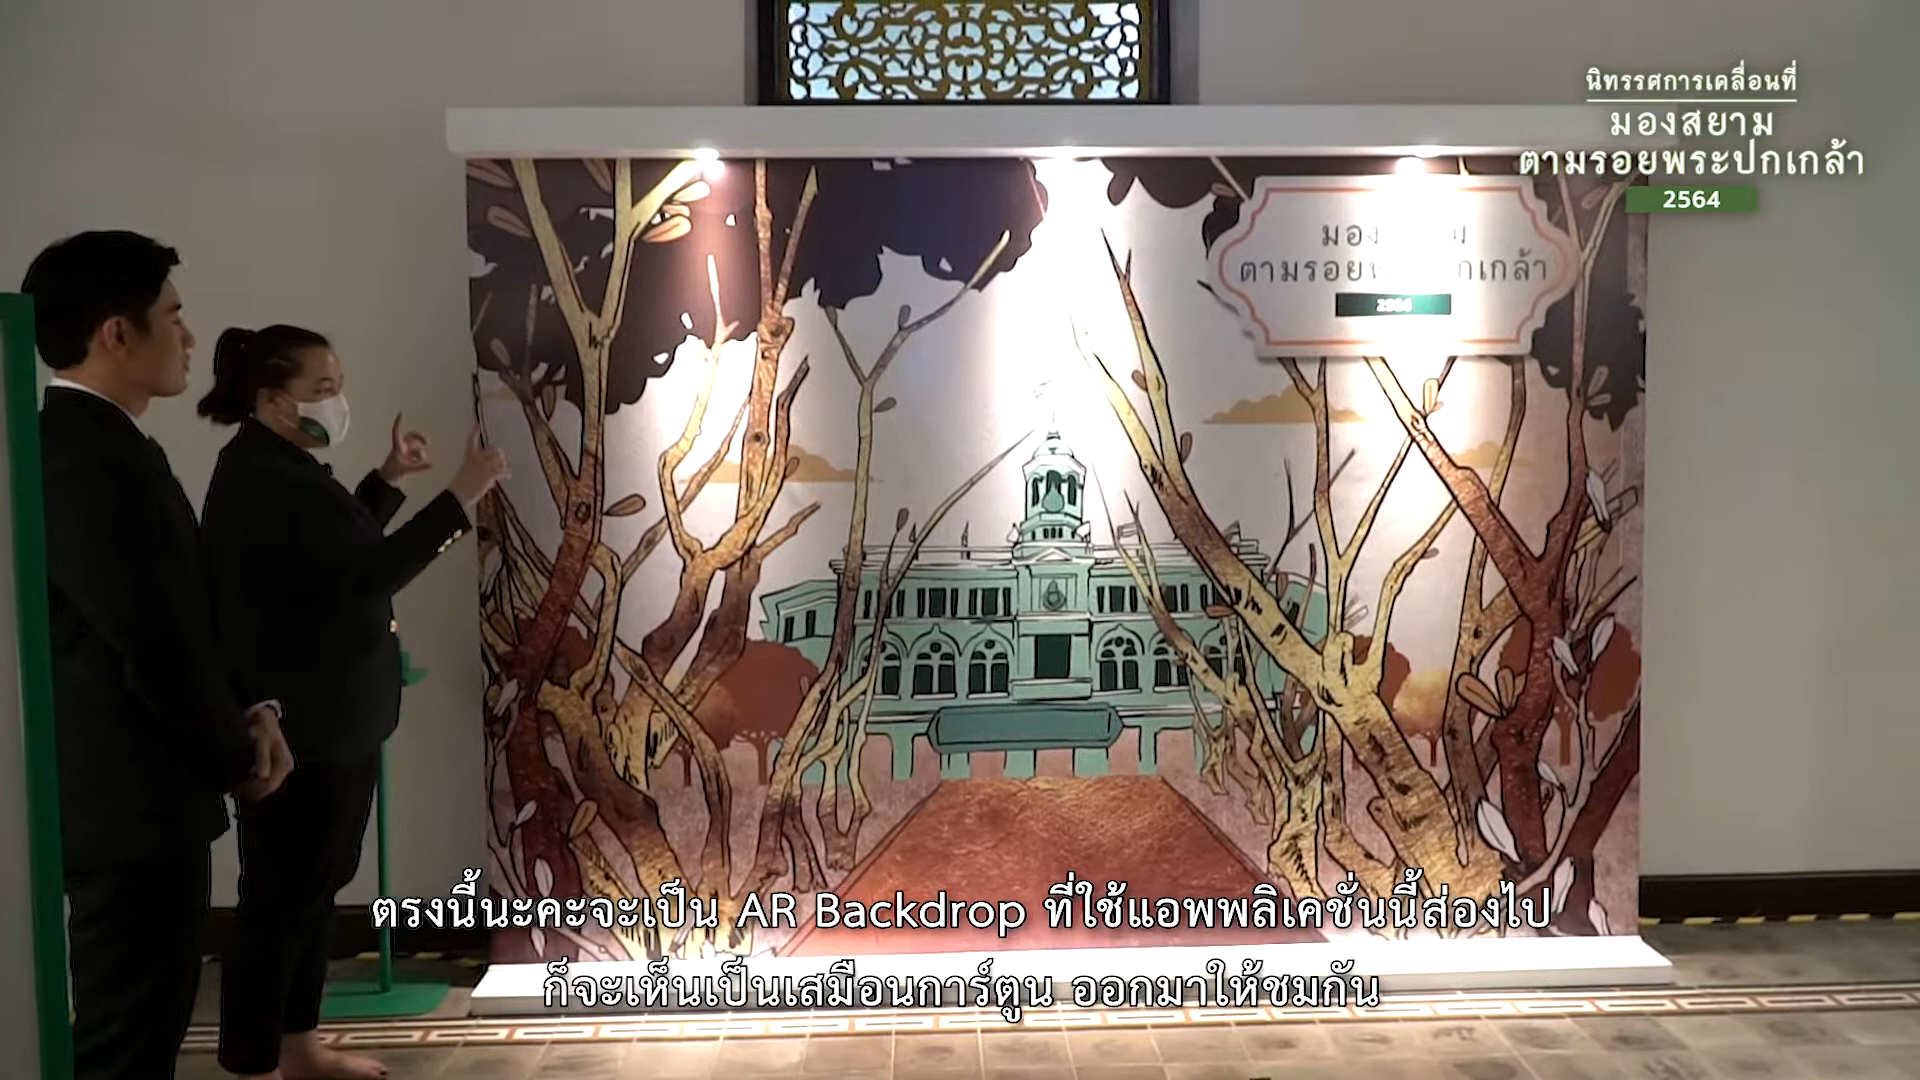 นิทรรศการเคลื่อนที่
มองสยาม
ตามรอยพระปกเกล้า
2564
ตามรอย
2564
ตรงนี้นะคะจะเป็น AR Backdrop ที่ใช้แอพพลิเคชั่นนี้ส่องไป
ก็จะเห็นเป็นเสมือนการ์ตูน ออกมาให้ชมกัน